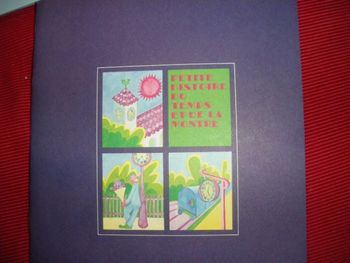 PETITE
HISTOIRE
DU
TEMPS
ET DE LA
MONTRE